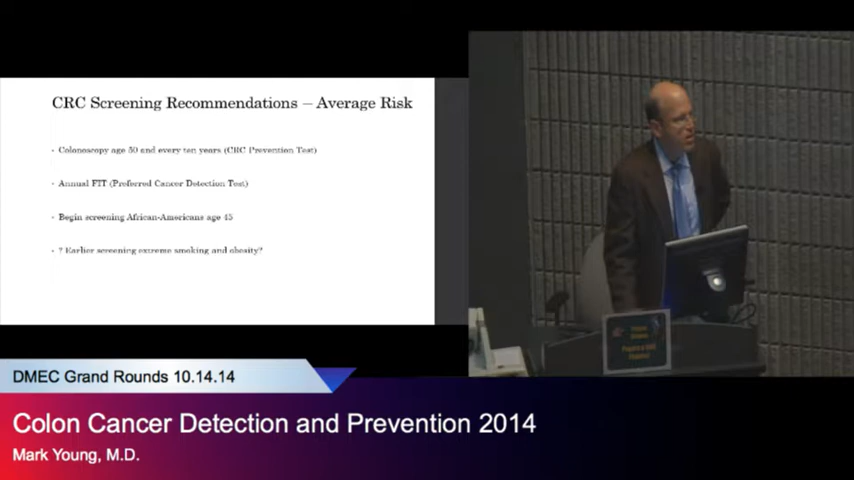 CRC Screening Recommendations – Average Risk
• Colonoscopy age 50 and every ten years (CRC Prevention Test)
• Annual FIT (Preferred Cancer Detection Test)
• Begin screening African-Americans age 45
• ? Earlier screening extreme smoking and obesity?
DMEC Grand Rounds 10.14.14
Colon Cancer Detection and Prevention 2014
Mark Young, M.D.